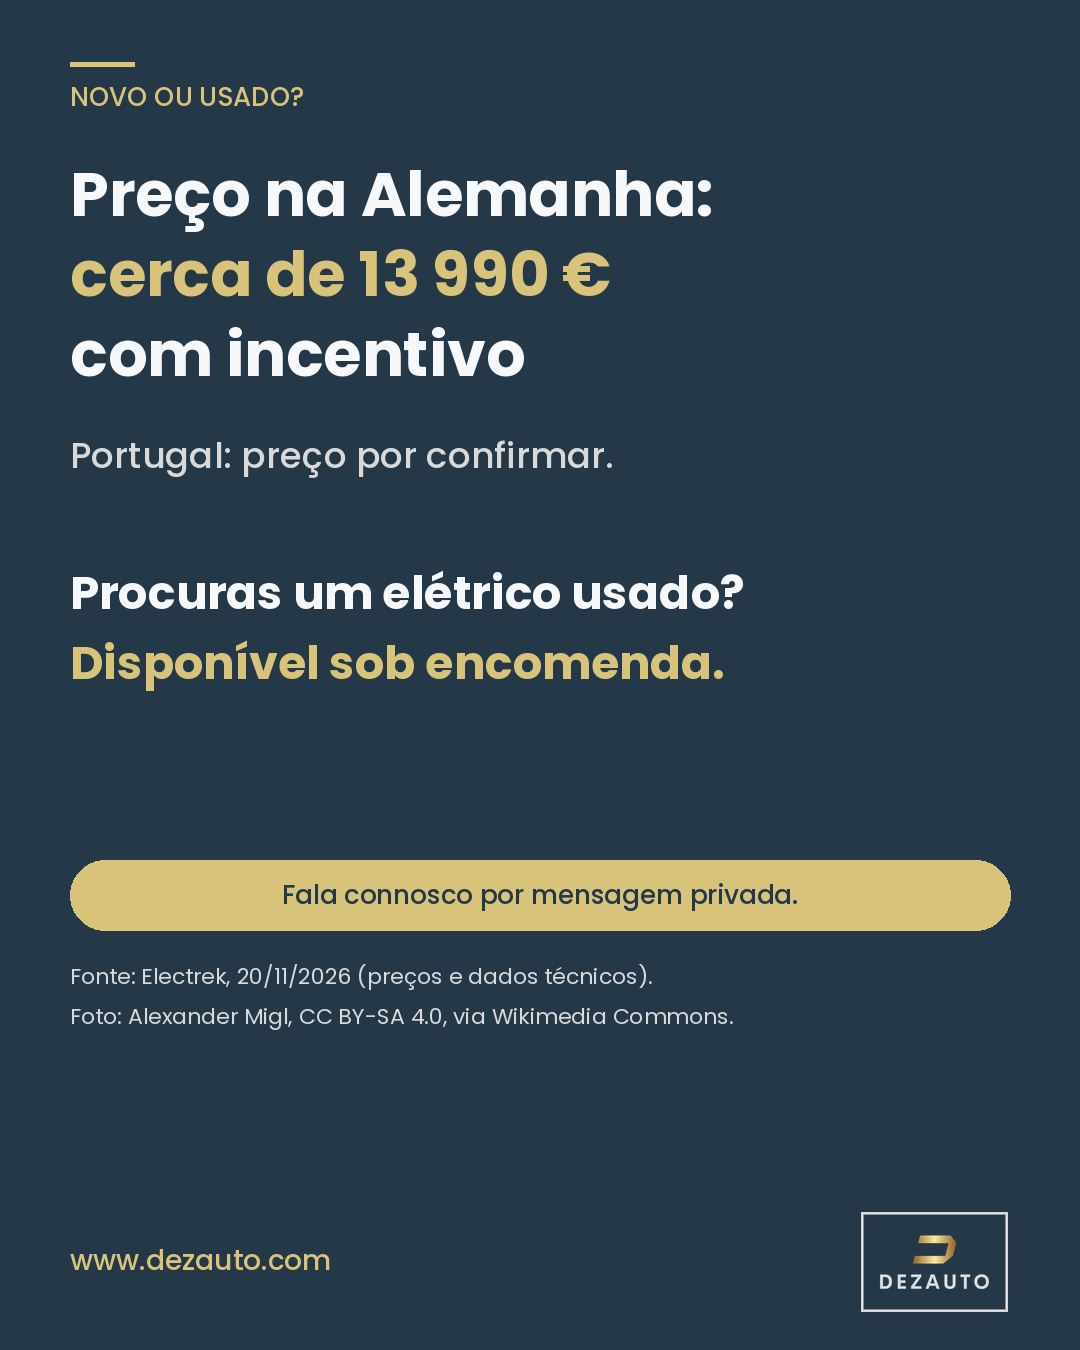 NOVO OU USADO?
Preço na Alemanha:
cerca de 13 990 €
com incentivo
Portugal: preço por confirmar.
Procuras um elétrico usado?
Disponível sob encomenda.
Fala connosco por mensagem privada.
Fonte: Electrek, 20/11/2026 (preços e dados técnicos).
Foto: Alexander Migl, CC BY-SA 4.0, via Wikimedia Commons.
www.dezauto.com
DEZAUTO